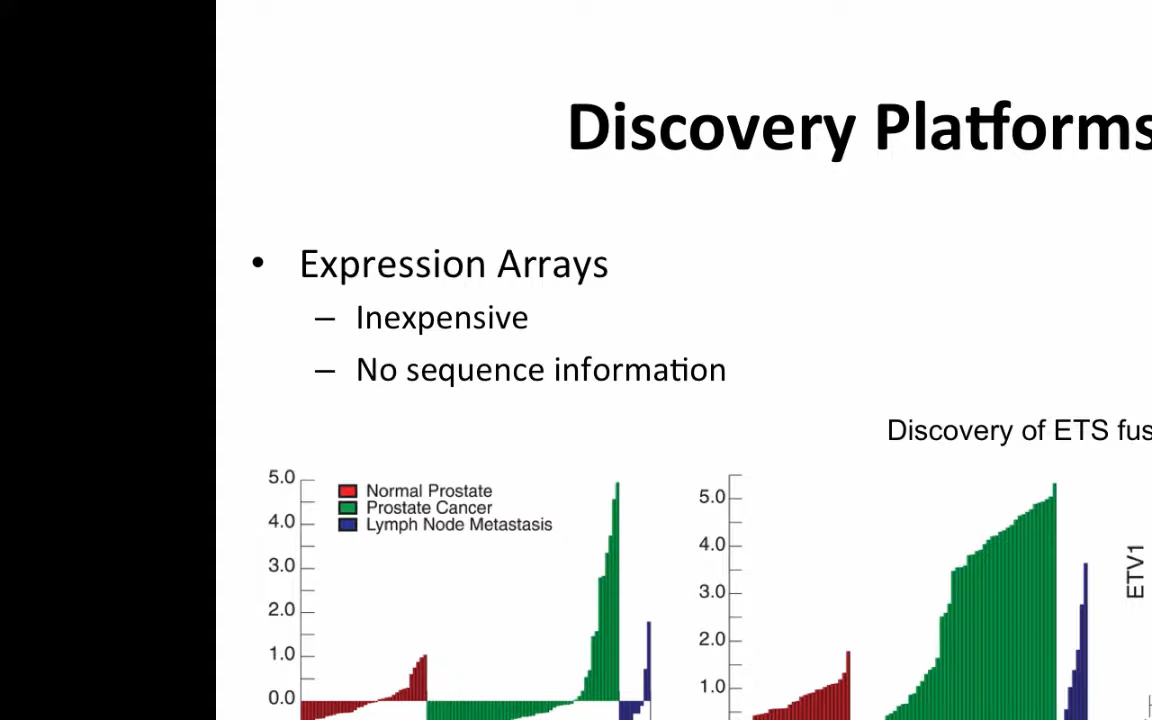 Discovery Platforms
• Expression Arrays
– Inexpensive
– No sequence information
Discovery of ETS fus
5.0
4.0
3.0
2.0
1.0
0.0
Normal Prostate
Prostate Cancer
Lymph Node Metastasis
5.0
4.0
3.0
2.0
1.0
ETV1